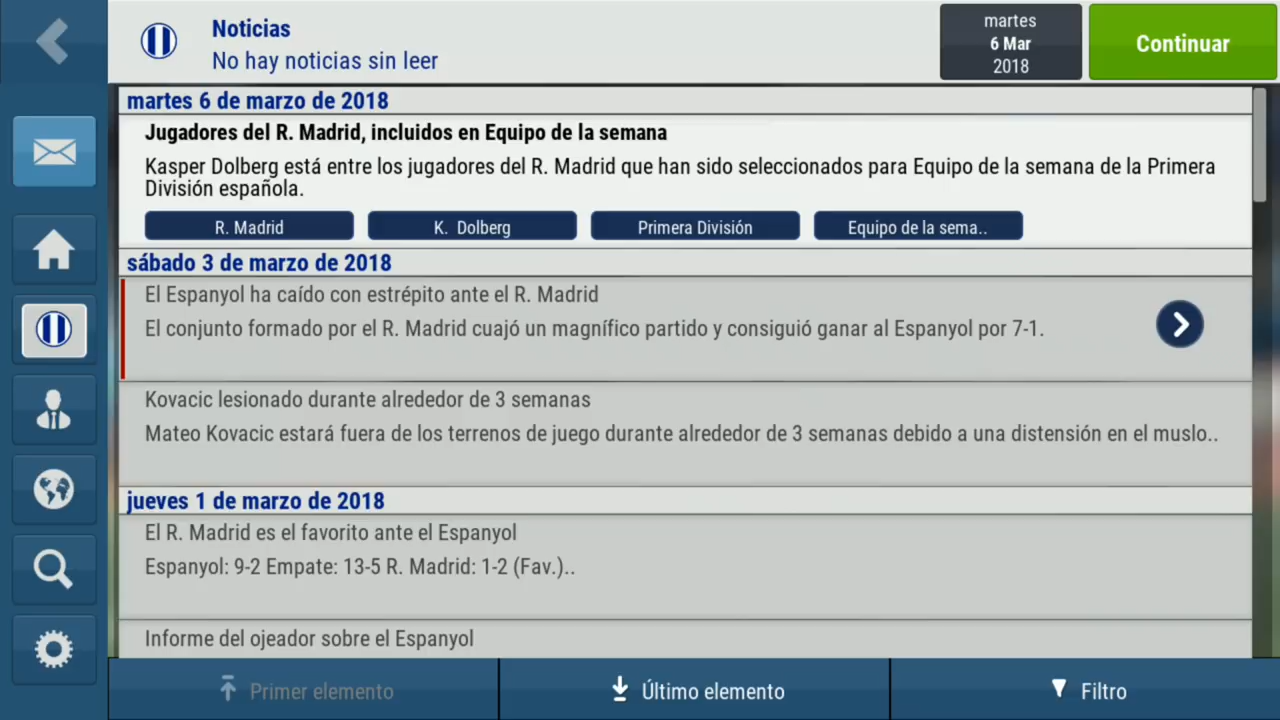 Noticias
No hay noticias sin leer
martes
6 Mar
2018
Continuar
martes 6 de marzo de 2018
Jugadores del R. Madrid, incluidos en Equipo de la semana
Kasper Dolberg está entre los jugadores del R. Madrid que han sido seleccionados para Equipo de la semana de la Primera
División española.
R. Madrid
K. Dolberg
Primera División
Equipo de la sema..
sábado 3 de marzo de 2018
El Espanyol ha caído con estrépito ante el R. Madrid
El conjunto formado por el R. Madrid cuajó un magnífico partido y consiguió ganar al Espanyol por 7-1.
Kovacic lesionado durante alrededor de 3 semanas
Mateo Kovacic estará fuera de los terrenos de juego durante alrededor de 3 semanas debido a una distensión en el muslo..
jueves 1 de marzo de 2018
El R. Madrid es el favorito ante el Espanyol
Espanyol: 9-2 Empate: 13-5 R. Madrid: 1-2 (Fav.)..
Informe del ojeador sobre el Espanyol
Primer elemento
Último elemento
Filtro